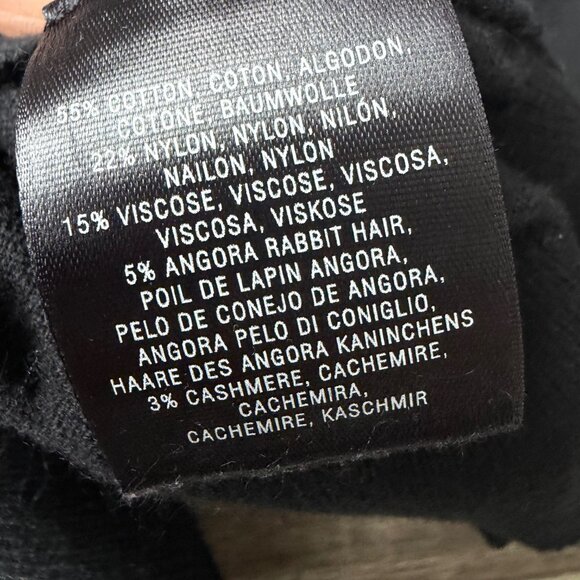 55% COTTON, COTON, ALGODON,
COTONE, BAUMWOLLE
22% NYLON, NYLON, NILÓN,
NAILON, NYLON
15% VISCOSE, VISCOSE, VISCOSA,
VISCOSA, VISKOSE
5% ANGORA RABBIT HAIR,
POIL DE LAPIN ANGORA,
PELO DE CONEJO DE ANGORA,
ANGORA PELO DI CONIGLIO,
HAARE DES ANGORA KANINCHENS
3% CASHMERE, CACHEMIRE,
CACHEMIRA,
CACHEMIRE, KASCHMIR